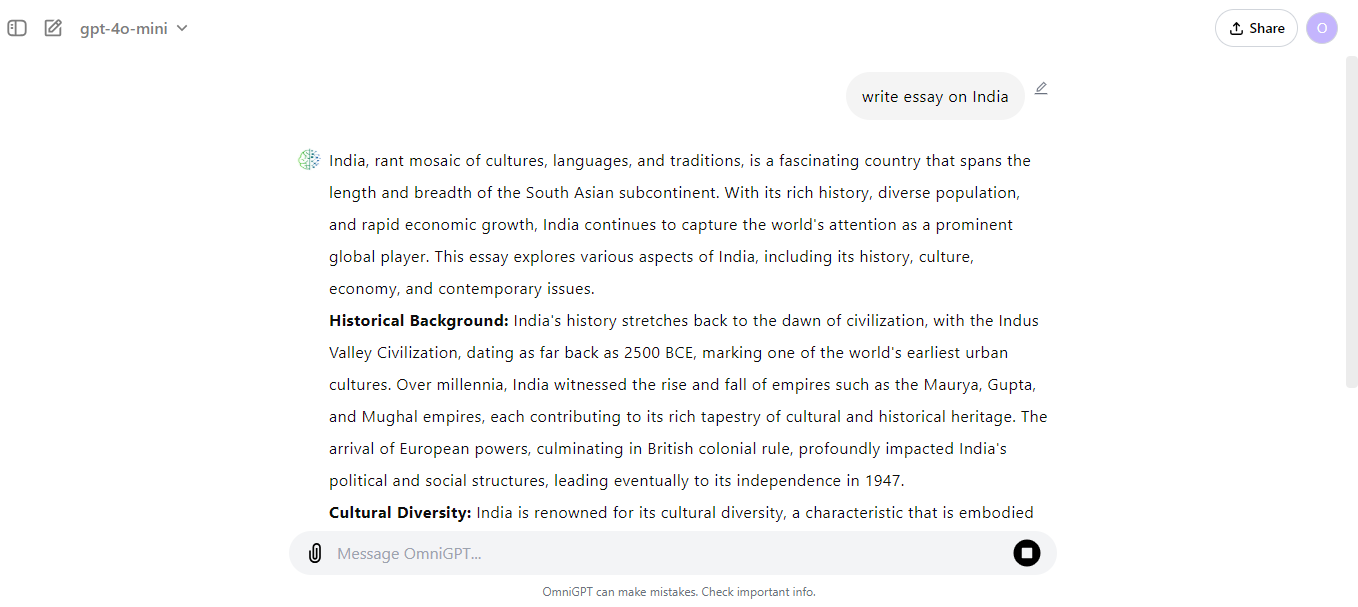 gpt-4o-mini
Share
O
write essay on India
India, rant mosaic of cultures, languages, and traditions, is a fascinating country that spans the
length and breadth of the South Asian subcontinent. With its rich history, diverse population,
and rapid economic growth, India continues to capture the world's attention as a prominent
global player. This essay explores various aspects of India, including its history, culture,
economy, and contemporary issues.
Historical Background: India's history stretches back to the dawn of civilization, with the Indus
Valley Civilization, dating as far back as 2500 BCE, marking one of the world's earliest urban
cultures. Over millennia, India witnessed the rise and fall of empires such as the Maurya, Gupta,
and Mughal empires, each contributing to its rich tapestry of cultural and historical heritage. The
arrival of European powers, culminating in British colonial rule, profoundly impacted India's
political and social structures, leading eventually to its independence in 1947.
Cultural Diversity: India is renowned for its cultural diversity, a characteristic that is embodied
Message OmniGPT...
OmniGPT can make mistakes. Check important info.